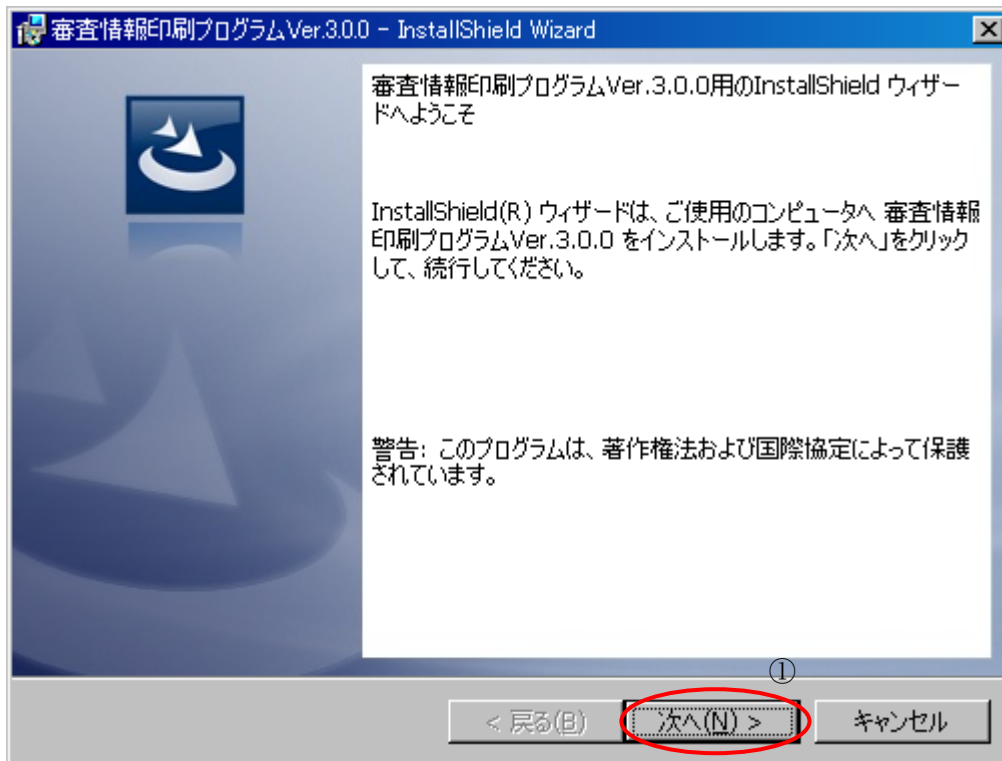 審査情報印刷プログラムVer.3.0.0 - InstallShield Wizard
審査情報印刷プログラムVer.3.0.0用のInstallShield ウィザー
ドへようこそ
InstallShield(R) ウィザードは、ご使用のコンピュータへ 審査情報
印刷プログラムVer.3.0.0 をインストールします。「次へ」をクリック
して、続行してください。
警告: このプログラムは、著作権法および国際協定によって保護
されています。
①
< 戻る(B) 次へ(N) > キャンセル